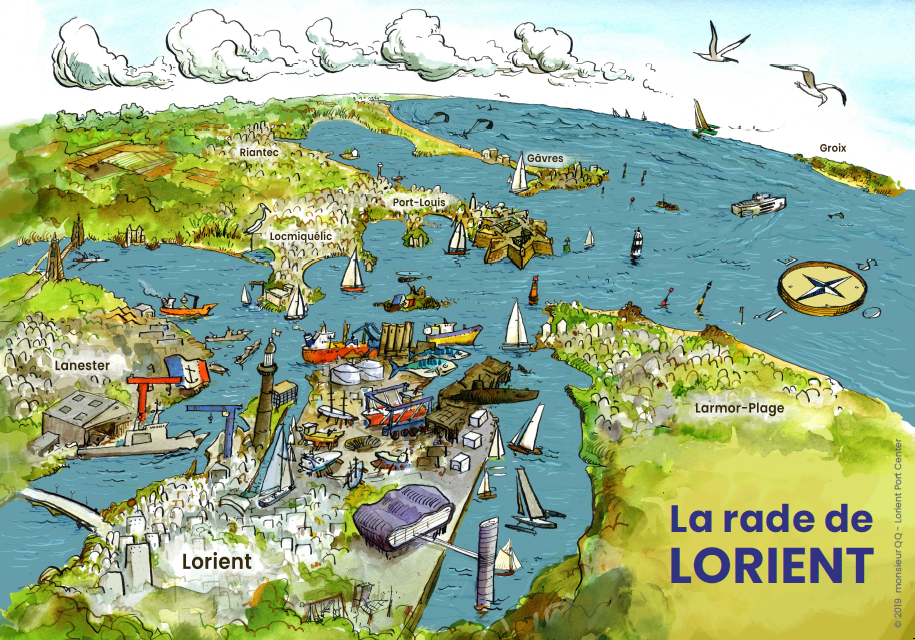 Groix
Riantec
Gâvres
Port-Louis
Locmiquélic
S
O
Lanester
Larmor-Plage
La rade de
LORIENT
Lorient
© 2019 monsieur QQ - Lorient Port Center